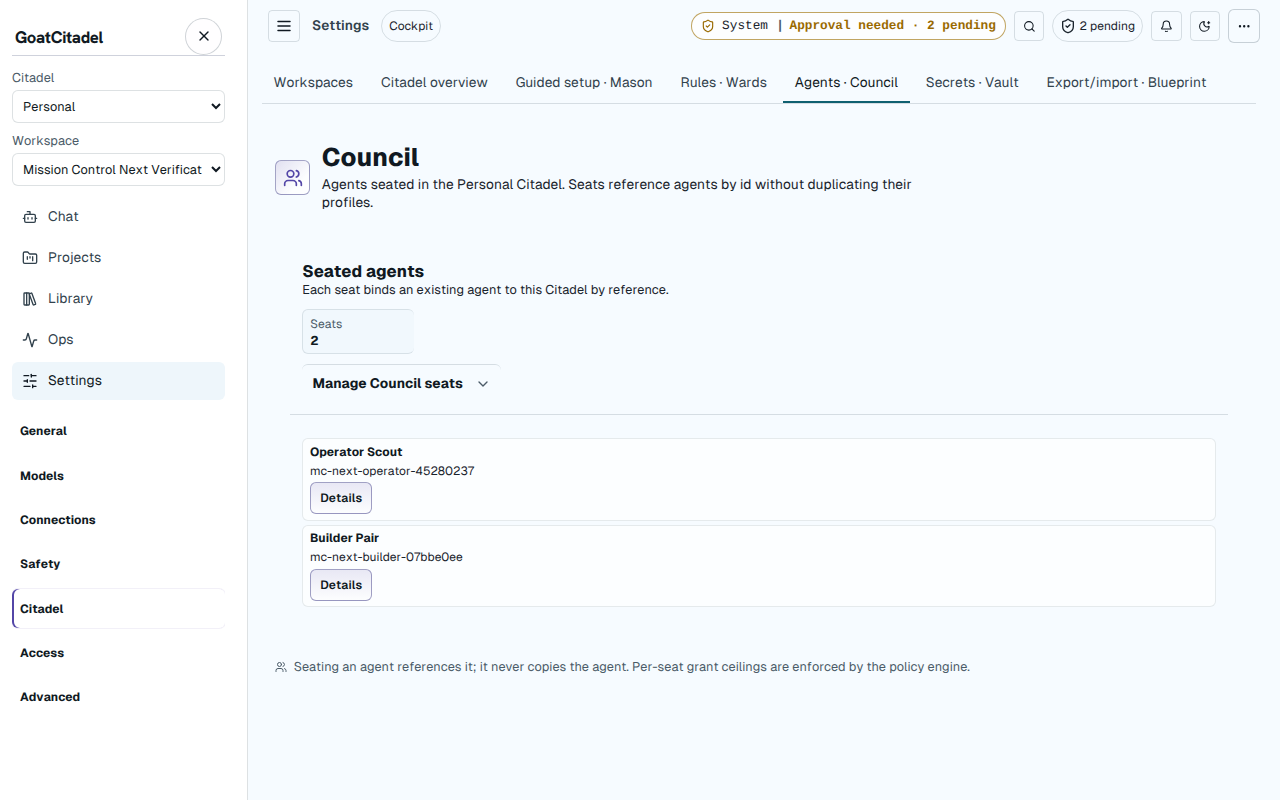 GoatCitadel
Citadel
Personal
Workspace
Mission Control Next Verificat
Chat
Projects
Library
Ops
Settings
General
Models
Connections
Safety
Citadel
Access
Advanced
Settings
Cockpit
System | Approval needed · 2 pending
2 pending
Workspaces
Citadel overview
Guided setup · Mason
Rules · Wards
Agents · Council
Secrets · Vault
Export/import · Blueprint
Council
Agents seated in the Personal Citadel. Seats reference agents by id without duplicating their
profiles.
Seated agents
Each seat binds an existing agent to this Citadel by reference.
Seats
2
Manage Council seats
Operator Scout
mc-next-operator-45280237
Details
Builder Pair
mc-next-builder-07bbe0ee
Details
Seating an agent references it; it never copies the agent. Per-seat grant ceilings are enforced by the policy engine.